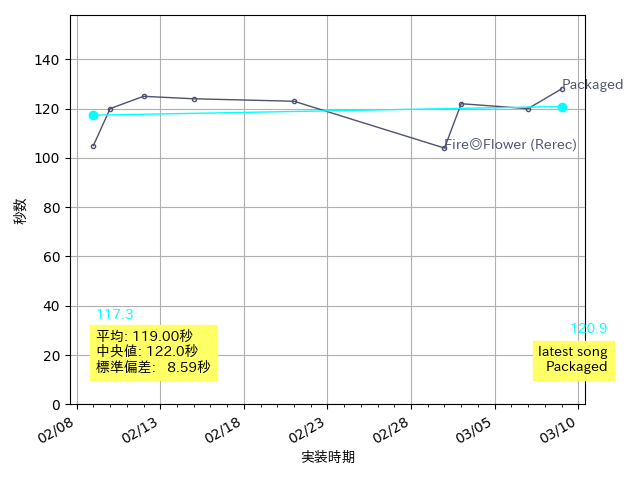 140
120
100
80
60
40
20
0
秒数
Packaged
Fire◎Flower (Rerec)
117.3
120.9
平均: 119.00秒
中央値: 122.0秒
標準偏差:  8.59秒
latest song
Packaged
02/08
02/13
02/18
02/23
02/28
03/05
03/10
実装時期